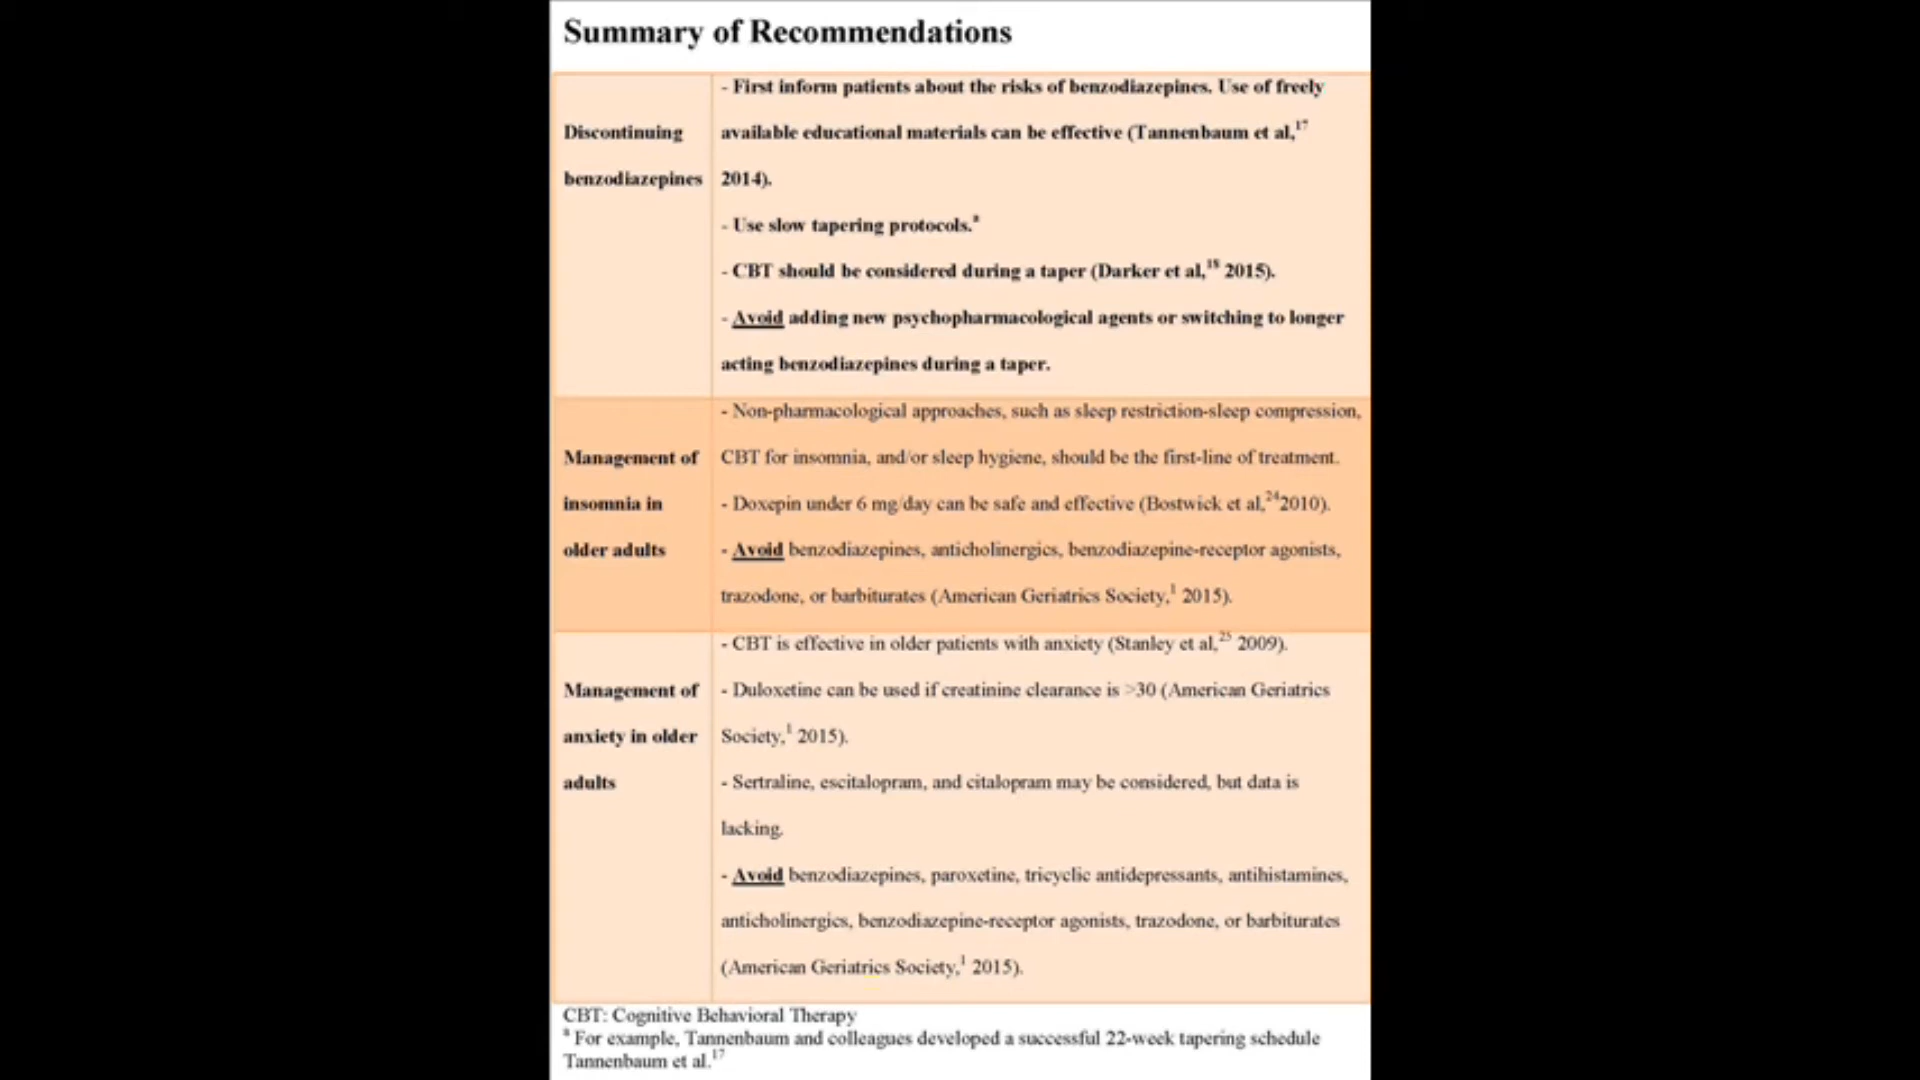 Summary of Recommendations
Discontinuing
benzodiazepines
- First inform patients about the risks of benzodiazepines. Use of freely
available educational materials can be effective (Tannenbaum et al,17
2014).
- Use slow tapering protocols.a
- CBT should be considered during a taper (Darker et al,18 2015).
- Avoid adding new psychopharmacological agents or switching to longer
acting benzodiazepines during a taper.
Management of
insomnia in
older adults
- Non-pharmacological approaches, such as sleep restriction-sleep compression,
CBT for insomnia, and/or sleep hygiene, should be the first-line of treatment.
- Doxepin under 6 mg/day can be safe and effective (Bostwick et al,24 2010).
- Avoid benzodiazepines, anticholinergics, benzodiazepine-receptor agonists,
trazodone, or barbiturates (American Geriatrics Society,1 2015).
Management of
anxiety in older
adults
- CBT is effective in older patients with anxiety (Stanley et al,25 2009).
- Duloxetine can be used if creatinine clearance is >30 (American Geriatrics
Society,1 2015).
- Sertraline, escitalopram, and citalopram may be considered, but data is
lacking.
- Avoid benzodiazepines, paroxetine, tricyclic antidepressants, antihistamines,
anticholinergics, benzodiazepine-receptor agonists, trazodone, or barbiturates
(American Geriatrics Society,1 2015).
CBT: Cognitive Behavioral Therapy
a For example, Tannenbaum and colleagues developed a successful 22-week tapering schedule
Tannenbaum et al.17